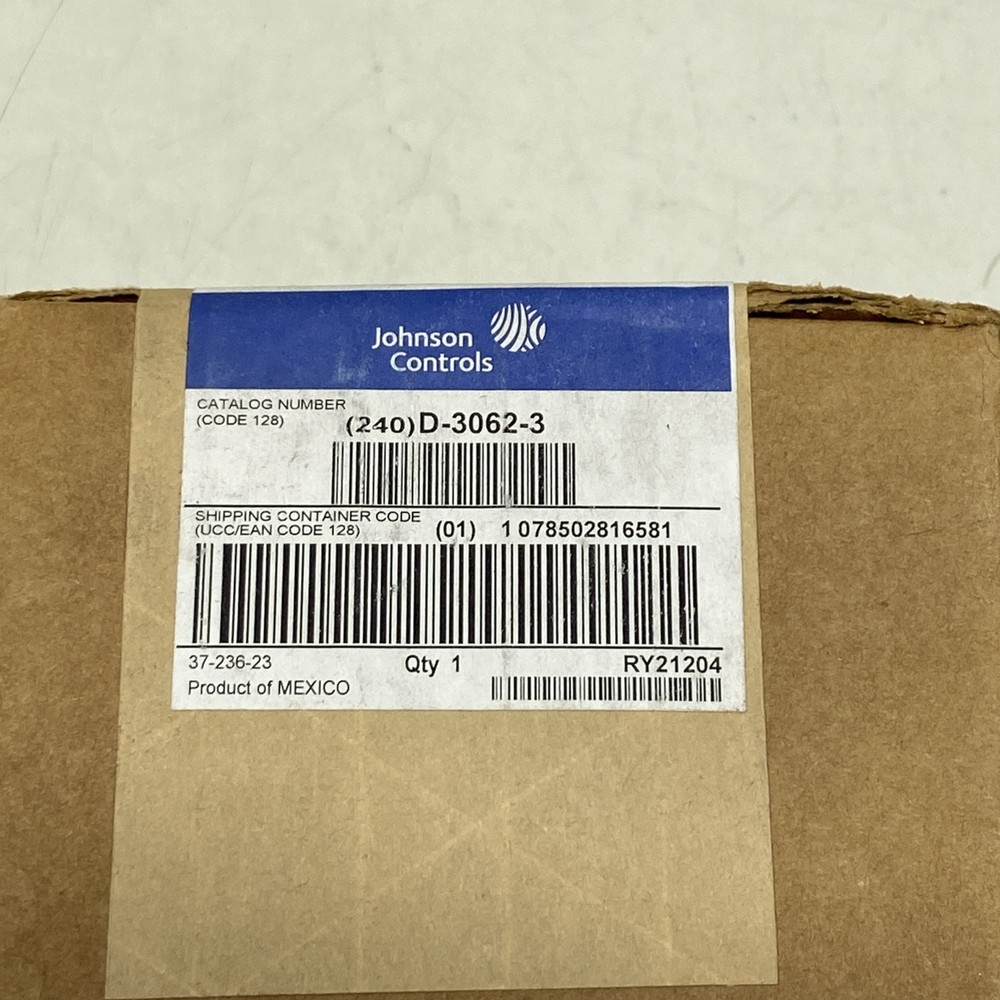 Johnson
Controls
CATALOG NUMBER
(CODE 128)
(240)D-3062-3
SHIPPING CONTAINER CODE
(UCC/EAN CODE 128)
(01) 1 078502816581
37-236-23 Qty 1 RY21204
Product of MEXICO